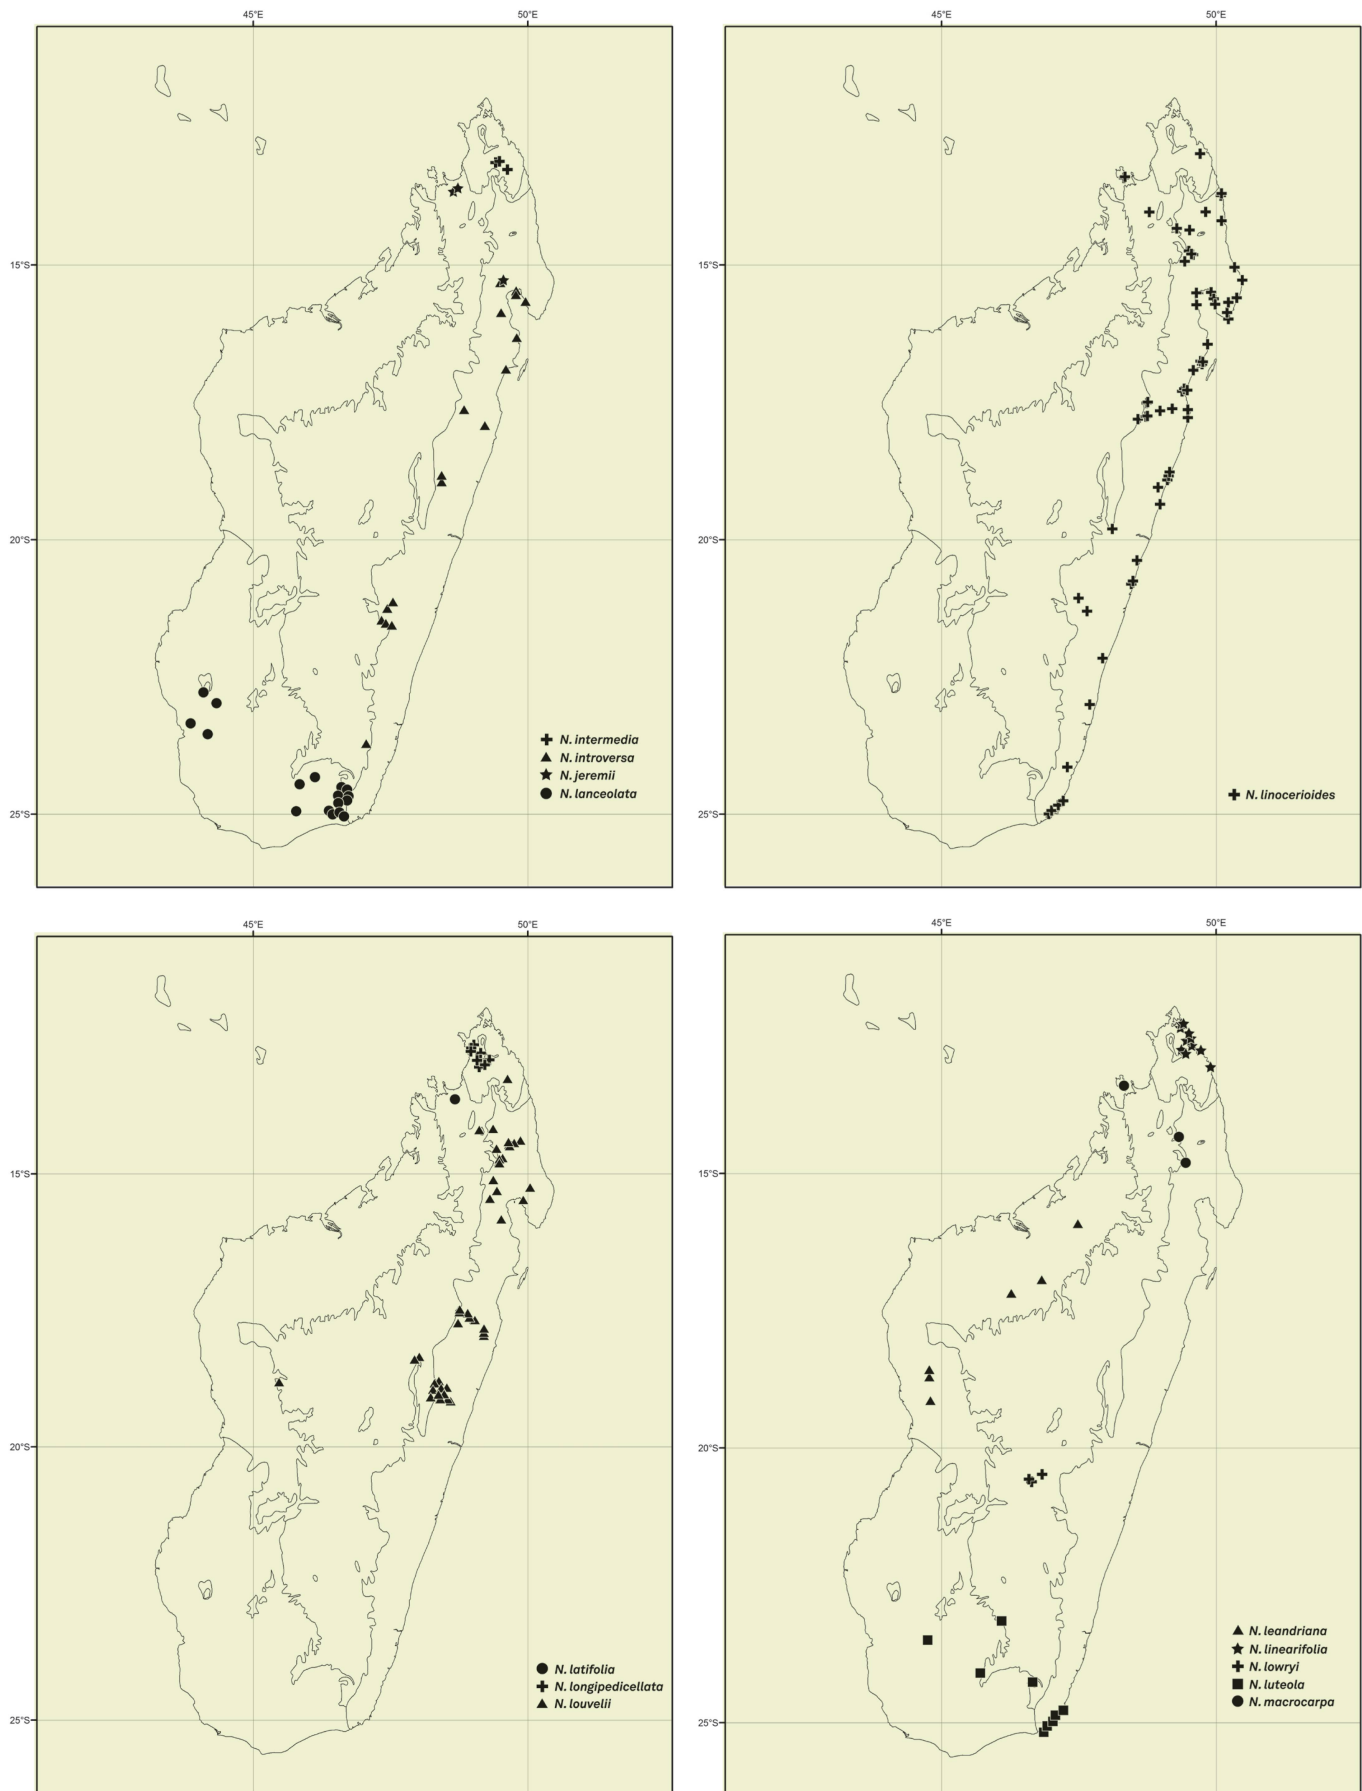 45°E 50°E
15°S
20°S
25°S
N. intermedia
N. introversa
N. jeremii
N. lanceolata
45°E 50°E
15°S
20°S
25°S
N. linocerioides
45°E 50°E
15°S
20°S
25°S
N. latifolia
N. longipedicellata
N. louvelii
45°E 50°E
15°S
20°S
25°S
N. leandriana
N. linearifolia
N. lowryi
N. luteola
N. macrocarpa